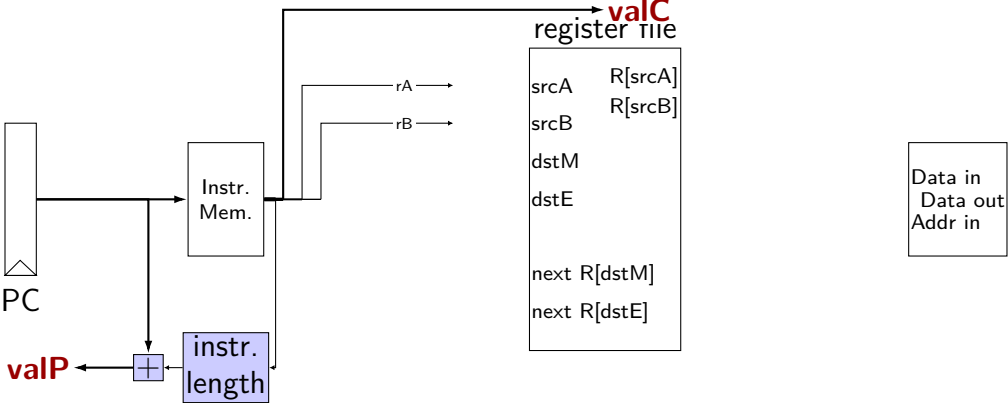 valC
register file
rA
srcA
R[srcA]
R[srcB]
rB
srcB
dstM
dstE
Instr.
Mem.
Data in
Data out
Addr in
next R[dstM]
next R[dstE]
PC
valP
+
instr.
length